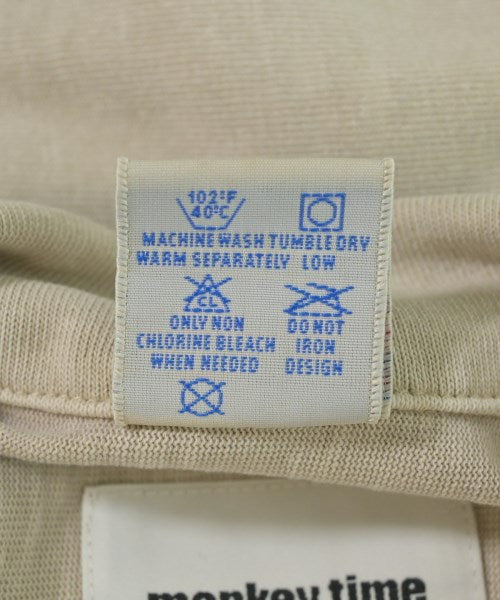 102°F
40°C
MACHINE WASH TUMBLE DRY
WARM SEPARATELY LOW
CL
ONLY NON DO NOT
CHLORINE BLEACH IRON
WHEN NEEDED DESIGN
monkey time